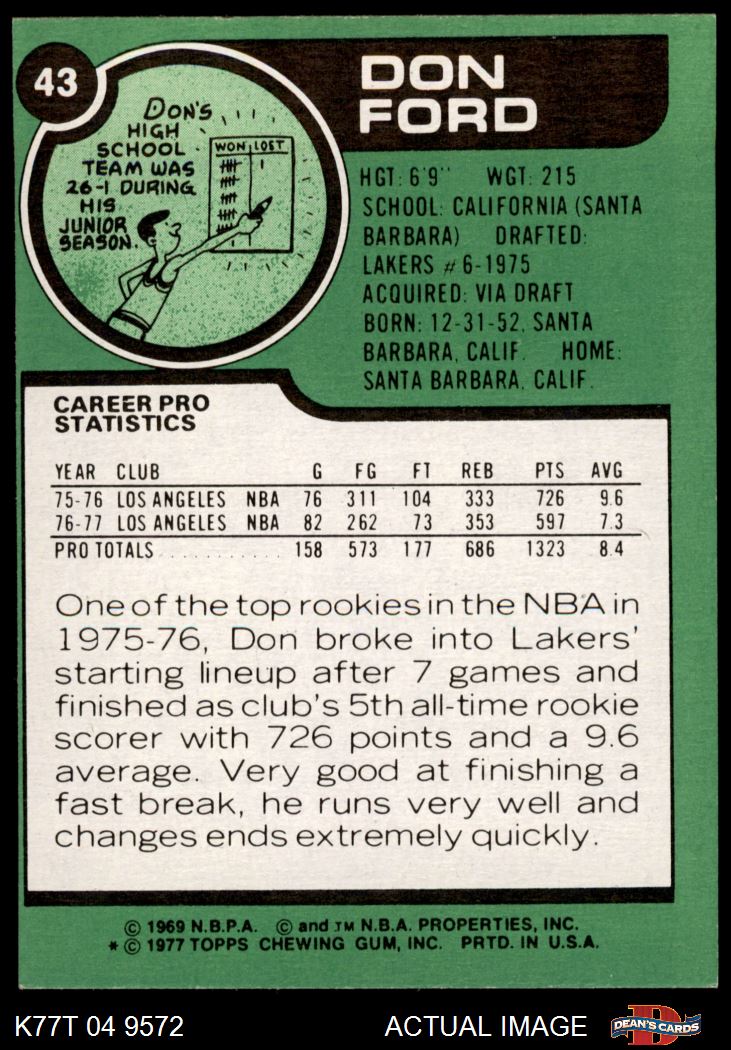 43
DON
FORD
DON'S
HIGH
SCHOOL
TEAM WAS
26-1 DURING
HIS
JUNIOR
SEASON.
WON LOST
HGT: 6'9" WGT: 215
SCHOOL: CALIFORNIA (SANTA
BARBARA) DRAFTED:
LAKERS #6-1975
ACQUIRED: VIA DRAFT
BORN: 12-31-52, SANTA
BARBARA, CALIF. HOME:
SANTA BARBARA, CALIF.
CAREER PRO
STATISTICS
YEAR CLUB G FG FT REB PTS AVG
75-76 LOS ANGELES NBA 76 311 104 333 726 9.6
76-77 LOS ANGELES NBA 82 262 73 353 597 7.3
PRO TOTALS . . . . . . . . . . . 158 573 177 686 1323 8.4
One of the top rookies in the NBA in
1975-76, Don broke into Lakers'
starting lineup after 7 games and
finished as club's 5th all-time rookie
scorer with 726 points and a 9.6
average. Very good at finishing a
fast break, he runs very well and
changes ends extremely quickly.
© 1969 N.B.P.A. © and TM N.B.A. PROPERTIES, INC.
* © 1977 TOPPS CHEWING GUM, INC. PRTD. IN U.S.A.
K77T 04 9572
ACTUAL IMAGE
D
DEAN'S CARDS